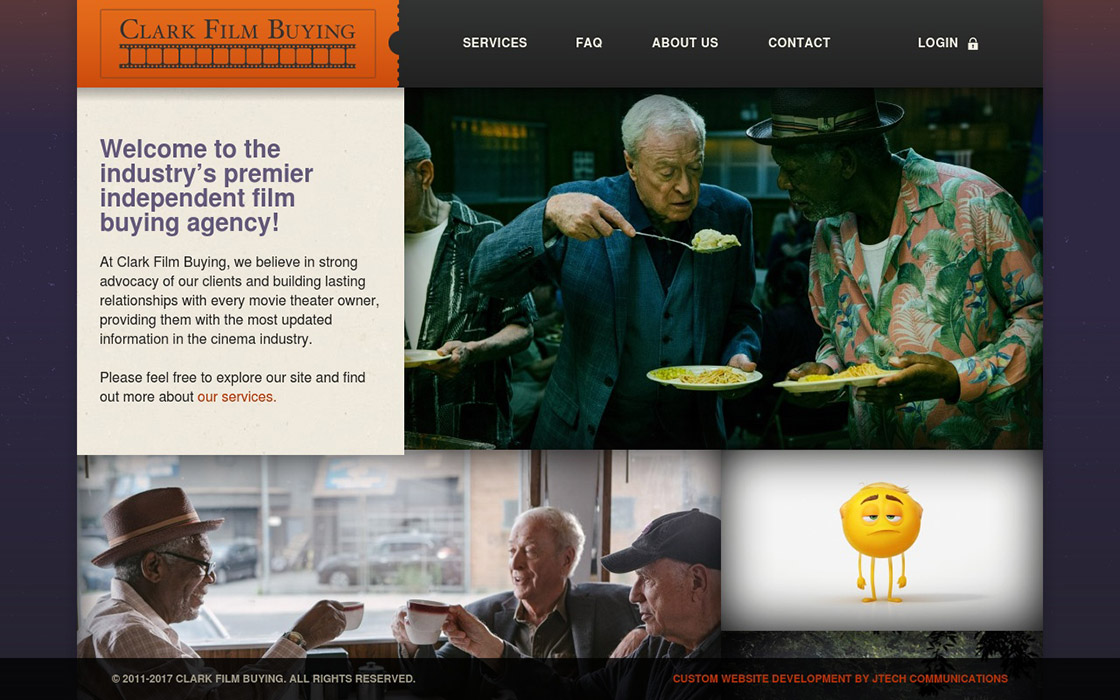 CLARK FILM BUYING
SERVICES
FAQ
ABOUT US
CONTACT
LOGIN
Welcome to the
industry’s premier
independent film
buying agency!
At Clark Film Buying, we believe in strong
advocacy of our clients and building lasting
relationships with every movie theater owner,
providing them with the most updated
information in the cinema industry.
Please feel free to explore our site and find
out more about our services.
© 2011-2017 CLARK FILM BUYING. ALL RIGHTS RESERVED.
CUSTOM WEBSITE DEVELOPMENT BY JTECH COMMUNICATIONS